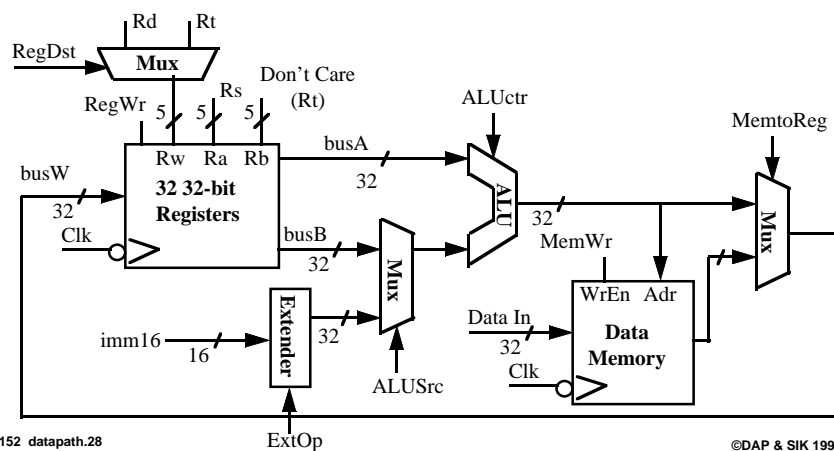 Rd
Rt
RegDst
Mux
Don't Care
(Rt)
Rs
RegWr
5
5
5
ALUctr
MemtoReg
busW
Rw
Ra
Rb
busA
32
32 32-bit
Registers
32
ALU
32
Mux
Clk
busB
32
Mux
MemWr
WrEn
Adr
Data In
32
Data
Memory
Clk
imm16
16
Extender
32
ALUSrc
ExtOp
152 datapath.28
©DAP & SIK 199